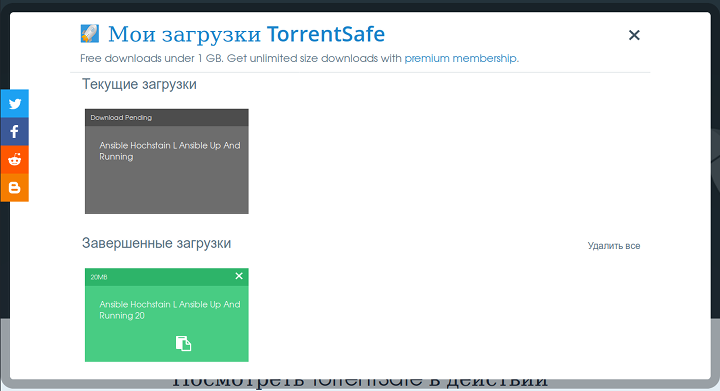 Мои загрузки TorrentSafe
Free downloads under 1 GB. Get unlimited size downloads with premium membership.
Текущие загрузки
Download Pending
Ansible Hochstain L Ansible Up And
Running
Завершенные загрузки
Удалить все
20MB
Ansible Hochstain L Ansible Up And
Running 20
Посмотреть TorrentSafe в действии